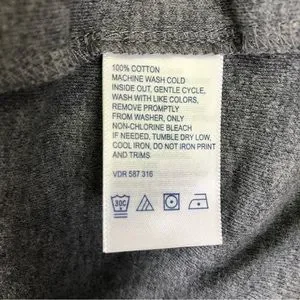 100% COTTON
MACHINE WASH COLD
INSIDE OUT, GENTLE CYCLE,
WASH WITH LIKE COLORS,
REMOVE PROMPTLY
FROM WASHER, ONLY
NON-CHLORINE BLEACH
IF NEEDED, TUMBLE DRY LOW,
COOL IRON, DO NOT IRON PRINT
AND TRIMS
VDR 587 316
30C